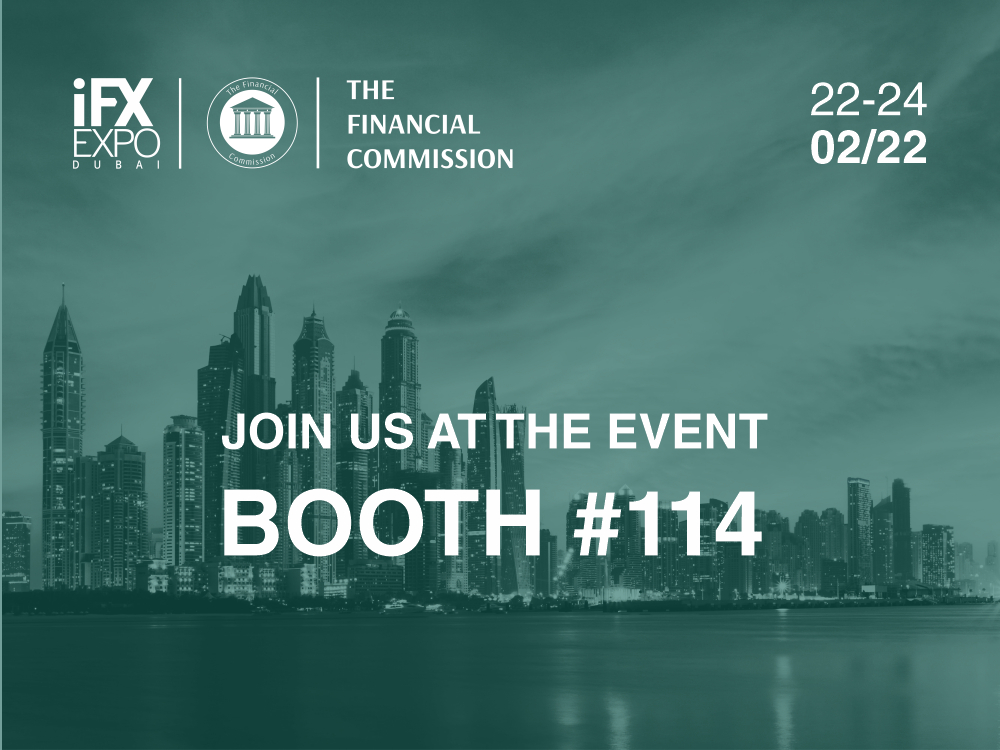 iFX
EXPO
DUBAI
The Financial
Commission
THE
FINANCIAL
COMMISSION
22-24
02/22
JOIN US AT THE EVENT
BOOTH #114